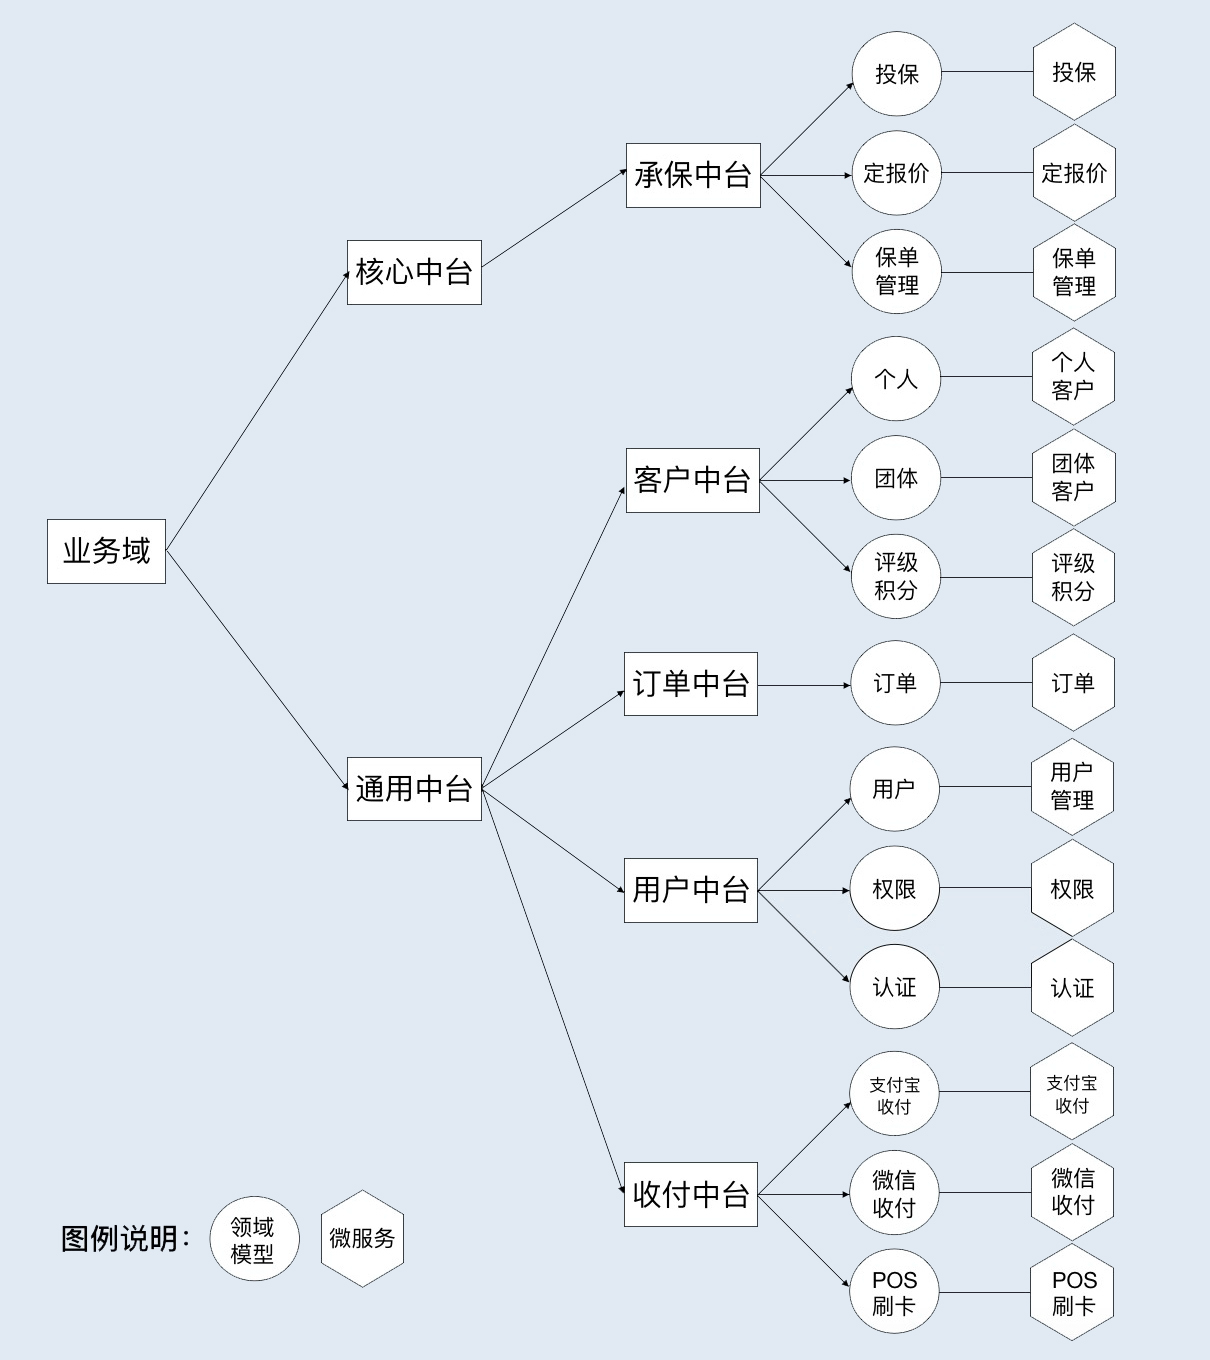 投保
投保
承保中台
定报价
定报价
核心中台
保单
管理
保单
管理
个人
个人
客户
客户中台
团体
团体
客户
业务域
评级
积分
评级
积分
订单中台
订单
订单
通用中台
用户
用户
管理
用户中台
权限
权限
认证
认证
支付宝
收付
支付宝
收付
收付中台
微信
收付
微信
收付
图例说明：
领域
模型
微服务
POS
刷卡
POS
刷卡